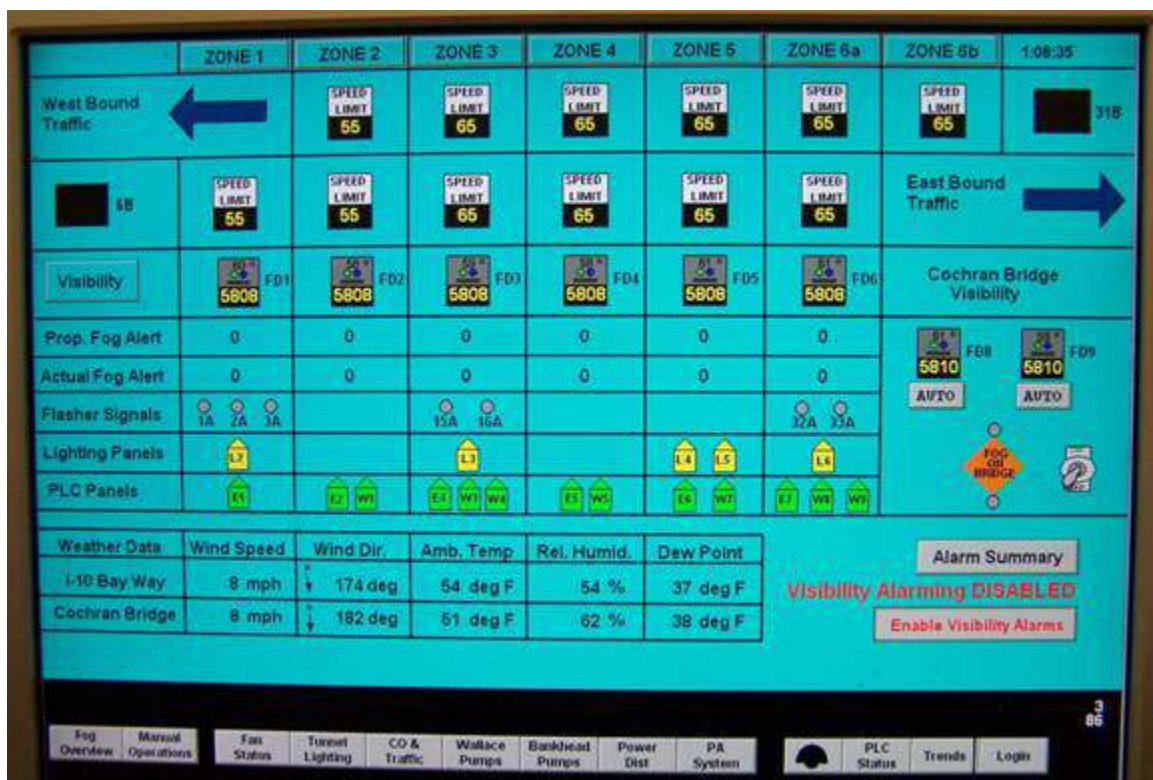 ZONE 1 ZONE 2 ZONE 3 ZONE 4 ZONE 5 ZONE 6a ZONE 6b 1:08:35
West Bound
Traffic
SPEED LIMIT 55
SPEED LIMIT 65
SPEED LIMIT 65
SPEED LIMIT 65
SPEED LIMIT 65
SPEED LIMIT 65
31B
6B
SPEED LIMIT 55
SPEED LIMIT 55
SPEED LIMIT 65
SPEED LIMIT 65
SPEED LIMIT 65
SPEED LIMIT 65
East Bound
Traffic
Visibility
5808 FD1
5808 FD2
5808 FD3
5808 FD4
5808 FD5
5808 FD6
Cochran Bridge
Visibility
Prop. Fog Alert 0 0 0 0 0 0
5810 FD8
5810 FD9
Actual Fog Alert 0 0 0 0 0 0
AUTO AUTO
Flasher Signals 1A 2A 3A 15A 16A 32A 33A
Lighting Panels L2 L3 L4 L5 L6
FOG
ON
BRIDGE
PLC Panels E1 E2 W1 E4 W3 W4 E5 W5 E6 W7 E7 W8 W9
Weather Data Wind Speed Wind Dir. Amb. Temp Rel. Humid. Dew Point
I-10 Bay Way 8 mph 174 deg 54 deg F 54 % 37 deg F
Cochran Bridge 8 mph 182 deg 51 deg F 62 % 38 deg F
Alarm Summary
Visibility Alarming DISABLED
Enable Visibility Alarms
3
86
Fog Overview
Manual Operations
Fan Status
Tunnel Lighting
CO & Traffic
Wallace Pumps
Bankhead Pumps
Power Dist
PA System
PLC Status
Trends
Login